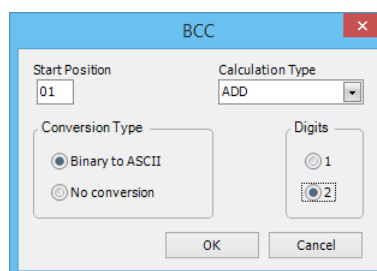 BCC
Start Position
Calculation Type
01
ADD
Conversion Type
Digits
Binary to ASCII
1
No conversion
2
OK
Cancel